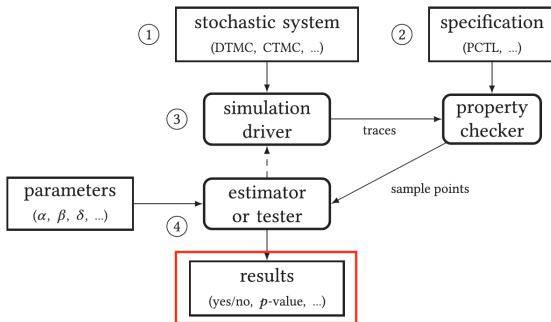 ① stochastic system
(DTMC, CTMC, ...)
② specification
(PCTL, ...)
③ simulation
driver
traces
property
checker
parameters
(α, β, δ, ...)
④ estimator
or tester
sample points
results
(yes/no, p-value, ...)